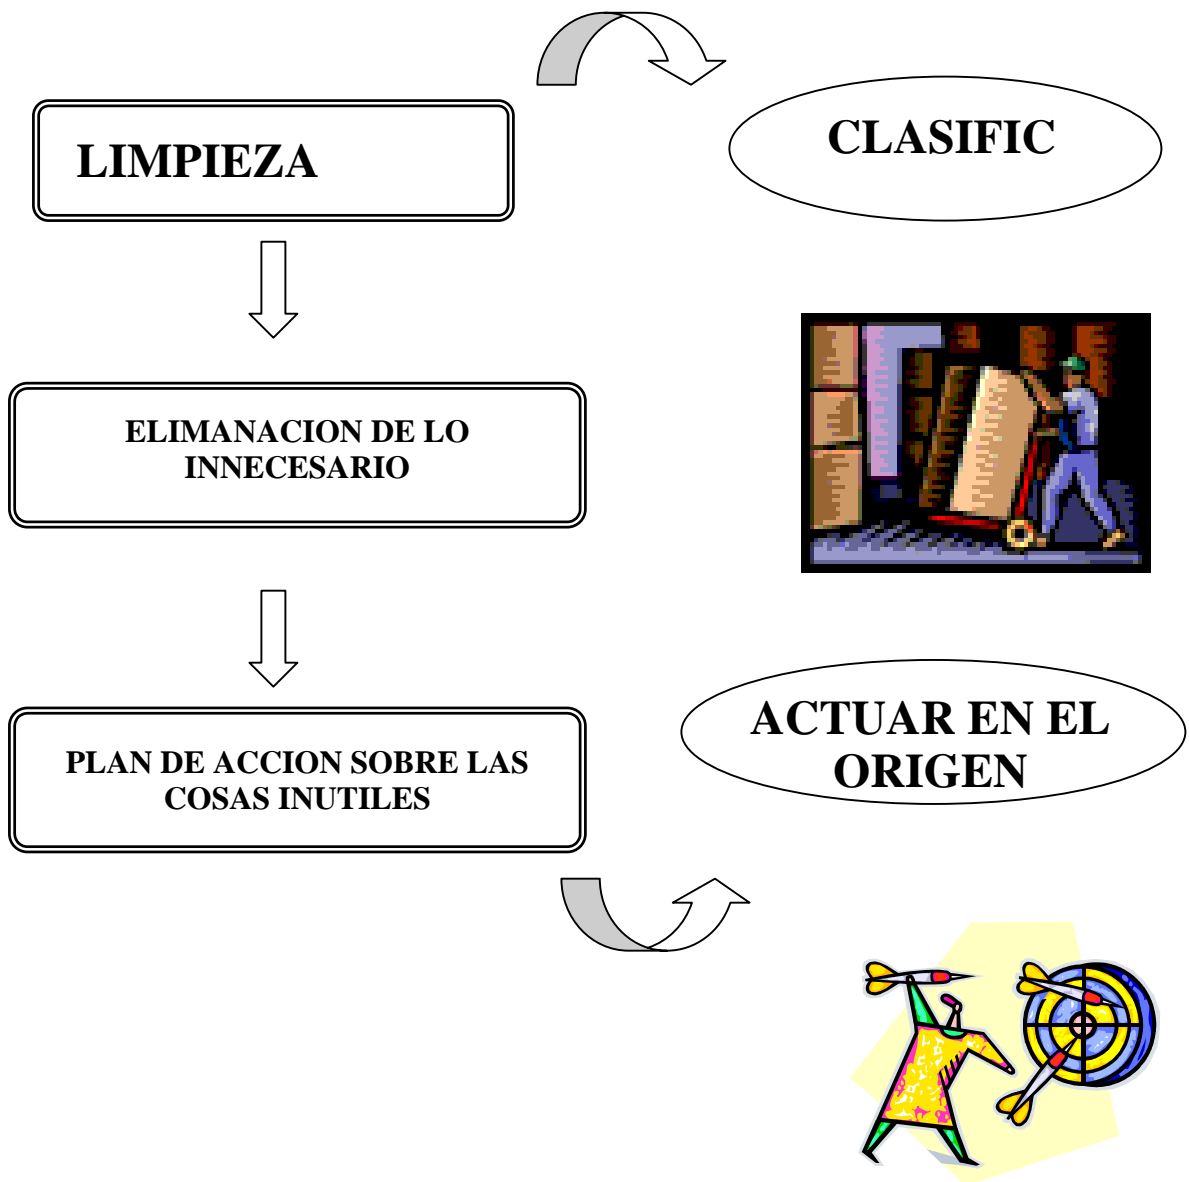 LIMPIEZA
CLASIFIC
ELIMANACION DE LO
INNECESARIO
PLAN DE ACCION SOBRE LAS
COSAS INUTILES
ACTUAR EN EL
ORIGEN